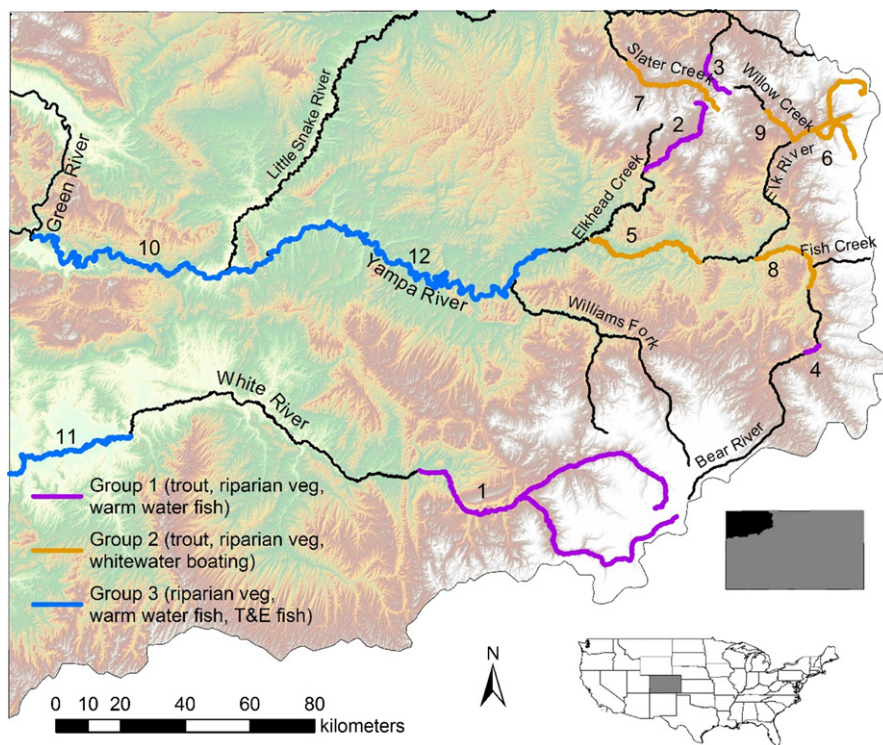 Slater Creek
3
Willow Creek
7
2
9
6
Elk River
Little Snake River
Green River
Elkhead Creek
10
12
5
8
Fish Creek
Yampa River
Williams Fork
4
White River
Bear River
11
1
Group 1 (trout, riparian veg,
warm water fish)
Group 2 (trout, riparian veg,
whitewater boating)
Group 3 (riparian veg,
warm water fish, T&E fish)
N
0 10 20 40 60 80
kilometers